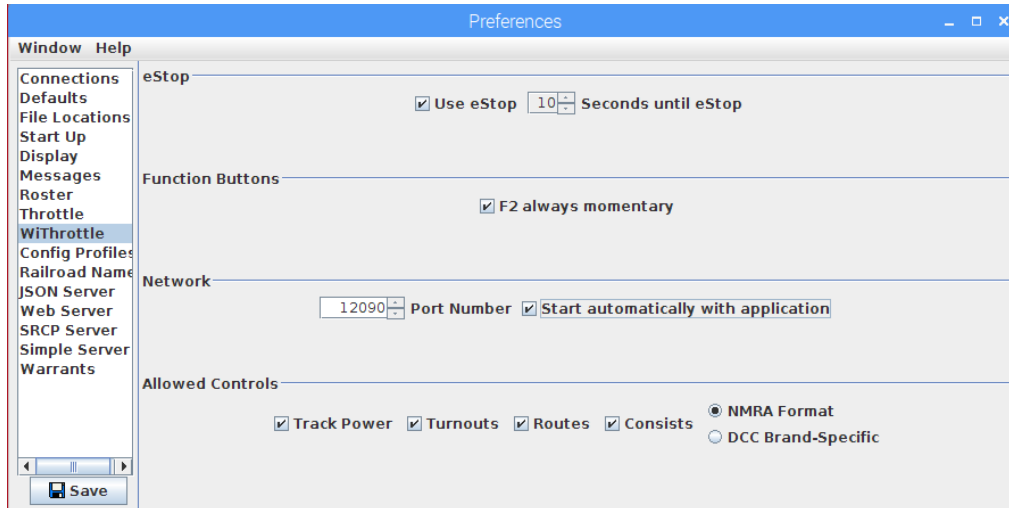 Preferences
Window Help
Connections
Defaults
File Locations
Start Up
Display
Messages
Roster
Throttle
WiThrottle
Config Profiles
Railroad Name
JSON Server
Web Server
SRCP Server
Simple Server
Warrants
Save
eStop
Use eStop 10 Seconds until eStop
Function Buttons
F2 always momentary
Network
12090 Port Number Start automatically with application
Allowed Controls
Track Power Turnouts Routes Consists
NMRA Format
DCC Brand-Specific